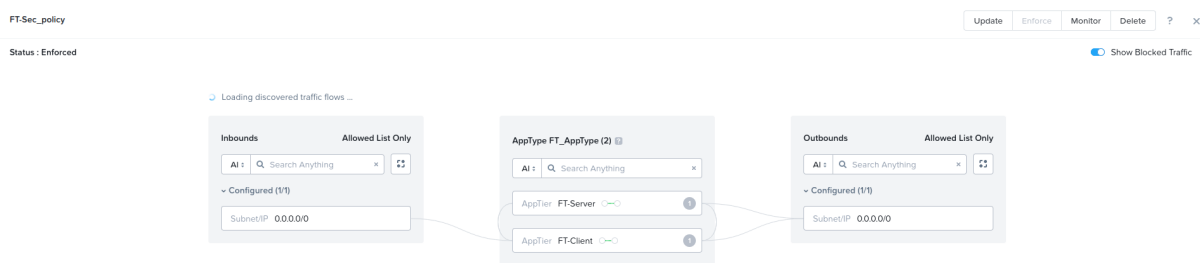 FT-Sec_policy
Update Enforce Monitor Delete ? ×
Status : Enforced
Show Blocked Traffic
Loading discovered traffic flows ...
Inbounds Allowed List Only
Al Search Anything ×
Configured (1/1)
Subnet/IP 0.0.0.0/0
AppType FT_AppType (2) ?
Al Search Anything ×
AppTier FT-Server 1
AppTier FT-Client 1
Outbounds Allowed List Only
Al Search Anything ×
Configured (1/1)
Subnet/IP 0.0.0.0/0